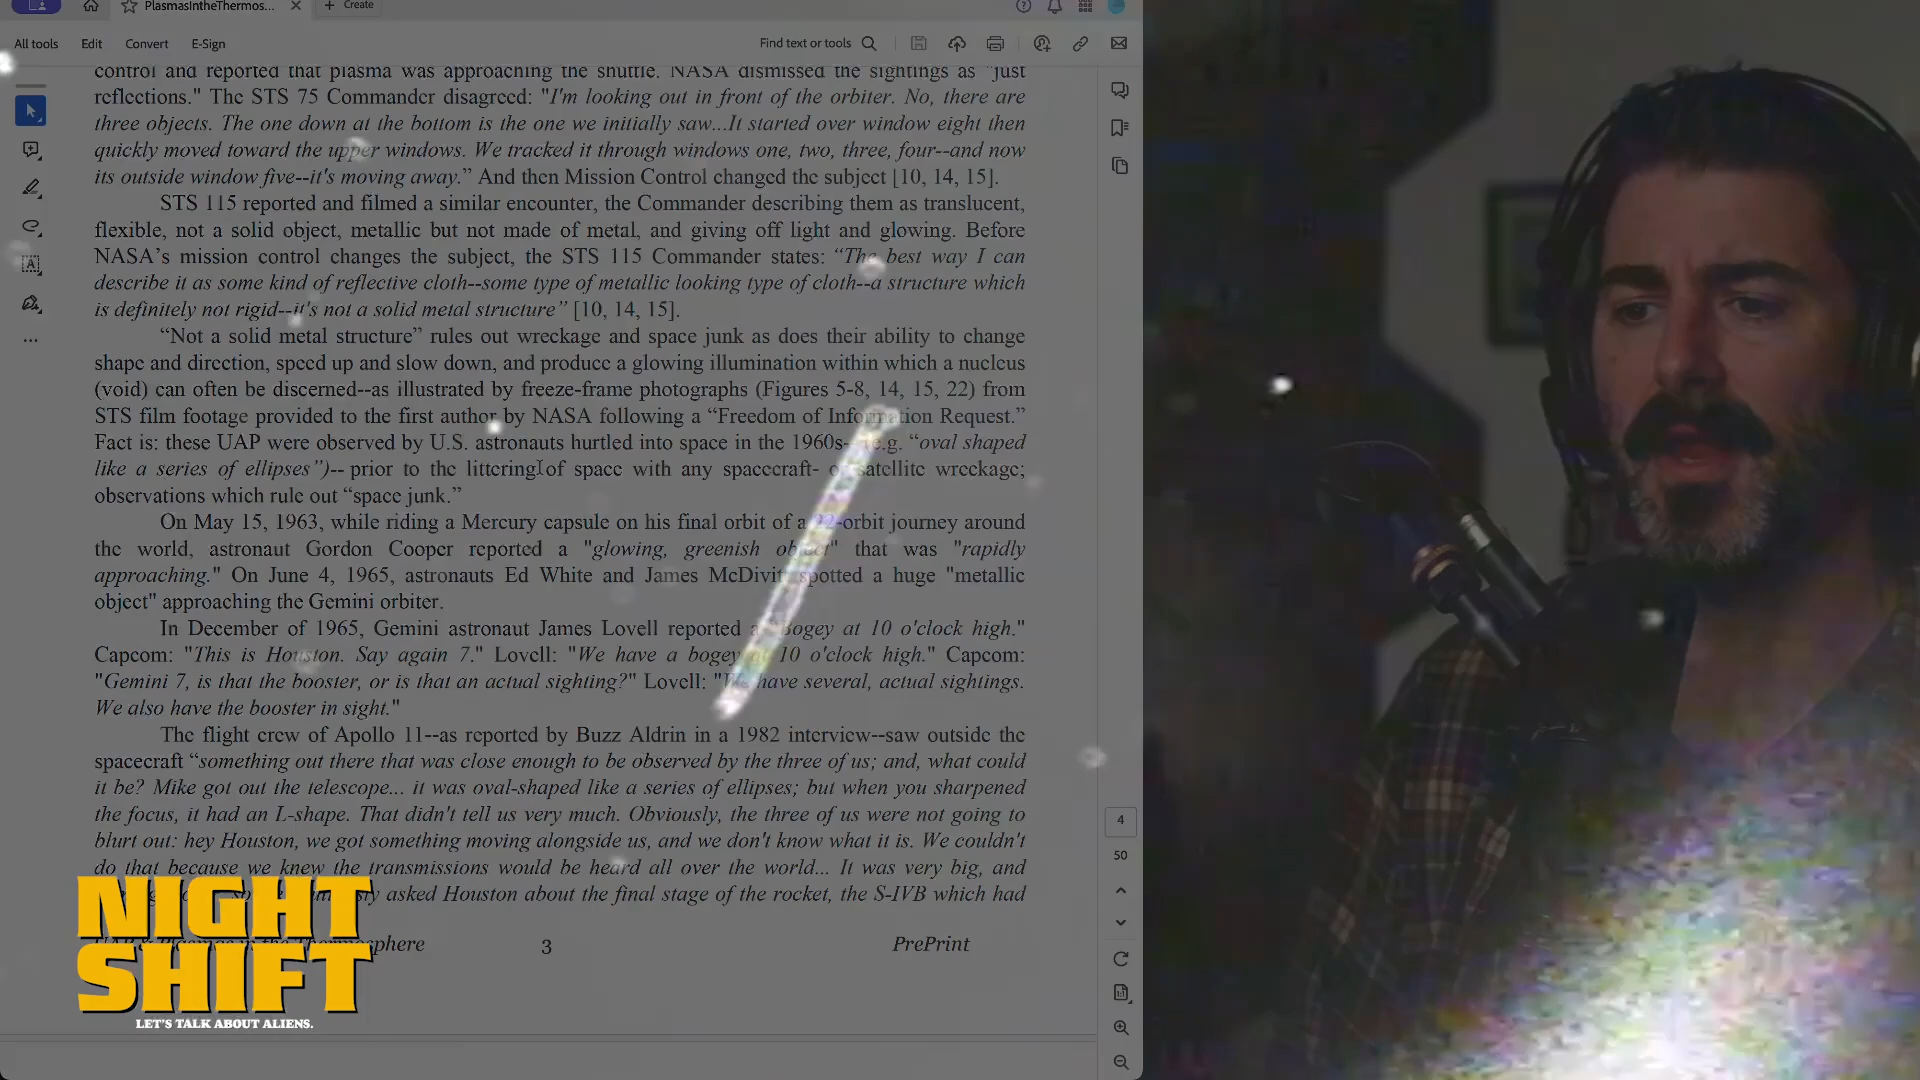 PlasmasIntheThermos...
Create
All tools
Edit
Convert
E-Sign
Find text or tools
control and reported that plasma was approaching the shuttle. NASA dismissed the sightings as "just
reflections." The STS 75 Commander disagreed: "I'm looking out in front of the orbiter. No, there are
three objects. The one down at the bottom is the one we initially saw...It started over window eight then
quickly moved toward the upper windows. We tracked it through windows one, two, three, four--and now
its outside window five--it's moving away.” And then Mission Control changed the subject [10, 14, 15].
STS 115 reported and filmed a similar encounter, the Commander describing them as translucent,
flexible, not a solid object, metallic but not made of metal, and giving off light and glowing. Before
NASA’s mission control changes the subject, the STS 115 Commander states: “The best way I can
describe it as some kind of reflective cloth--some type of metallic looking type of cloth--a structure which
is definitely not rigid--it's not a solid metal structure” [10, 14, 15].
“Not a solid metal structure” rules out wreckage and space junk as does their ability to change
shape and direction, speed up and slow down, and produce a glowing illumination within which a nucleus
(void) can often be discerned--as illustrated by freeze-frame photographs (Figures 5-8, 14, 15, 22) from
STS film footage provided to the first author by NASA following a “Freedom of Information Request.”
Fact is: these UAP were observed by U.S. astronauts hurtled into space in the 1960s-- (e.g. “oval shaped
like a series of ellipses”)-- prior to the littering of space with any spacecraft- or satellite wreckage;
observations which rule out “space junk.”
On May 15, 1963, while riding a Mercury capsule on his final orbit of a 22-orbit journey around
the world, astronaut Gordon Cooper reported a "glowing, greenish object" that was "rapidly
approaching." On June 4, 1965, astronauts Ed White and James McDivitt spotted a huge "metallic
object" approaching the Gemini orbiter.
In December of 1965, Gemini astronaut James Lovell reported a "Bogey at 10 o'clock high."
Capcom: "This is Houston. Say again 7." Lovell: "We have a bogey at 10 o'clock high." Capcom:
"Gemini 7, is that the booster, or is that an actual sighting?" Lovell: "We have several, actual sightings.
We also have the booster in sight."
The flight crew of Apollo 11--as reported by Buzz Aldrin in a 1982 interview--saw outside the
spacecraft “something out there that was close enough to be observed by the three of us; and, what could
it be? Mike got out the telescope... it was oval-shaped like a series of ellipses; but when you sharpened
the focus, it had an L-shape. That didn't tell us very much. Obviously, the three of us were not going to
blurt out: hey Houston, we got something moving alongside us, and we don't know what it is. We couldn't
do that because we knew the transmissions would be heard all over the world... It was very big, and
asked Houston about the final stage of the rocket, the S-IVB which had
UAP & Plasmas in the Thermosphere
3
PrePrint
4
50
NIGHT
SHIFT
LET'S TALK ABOUT ALIENS.